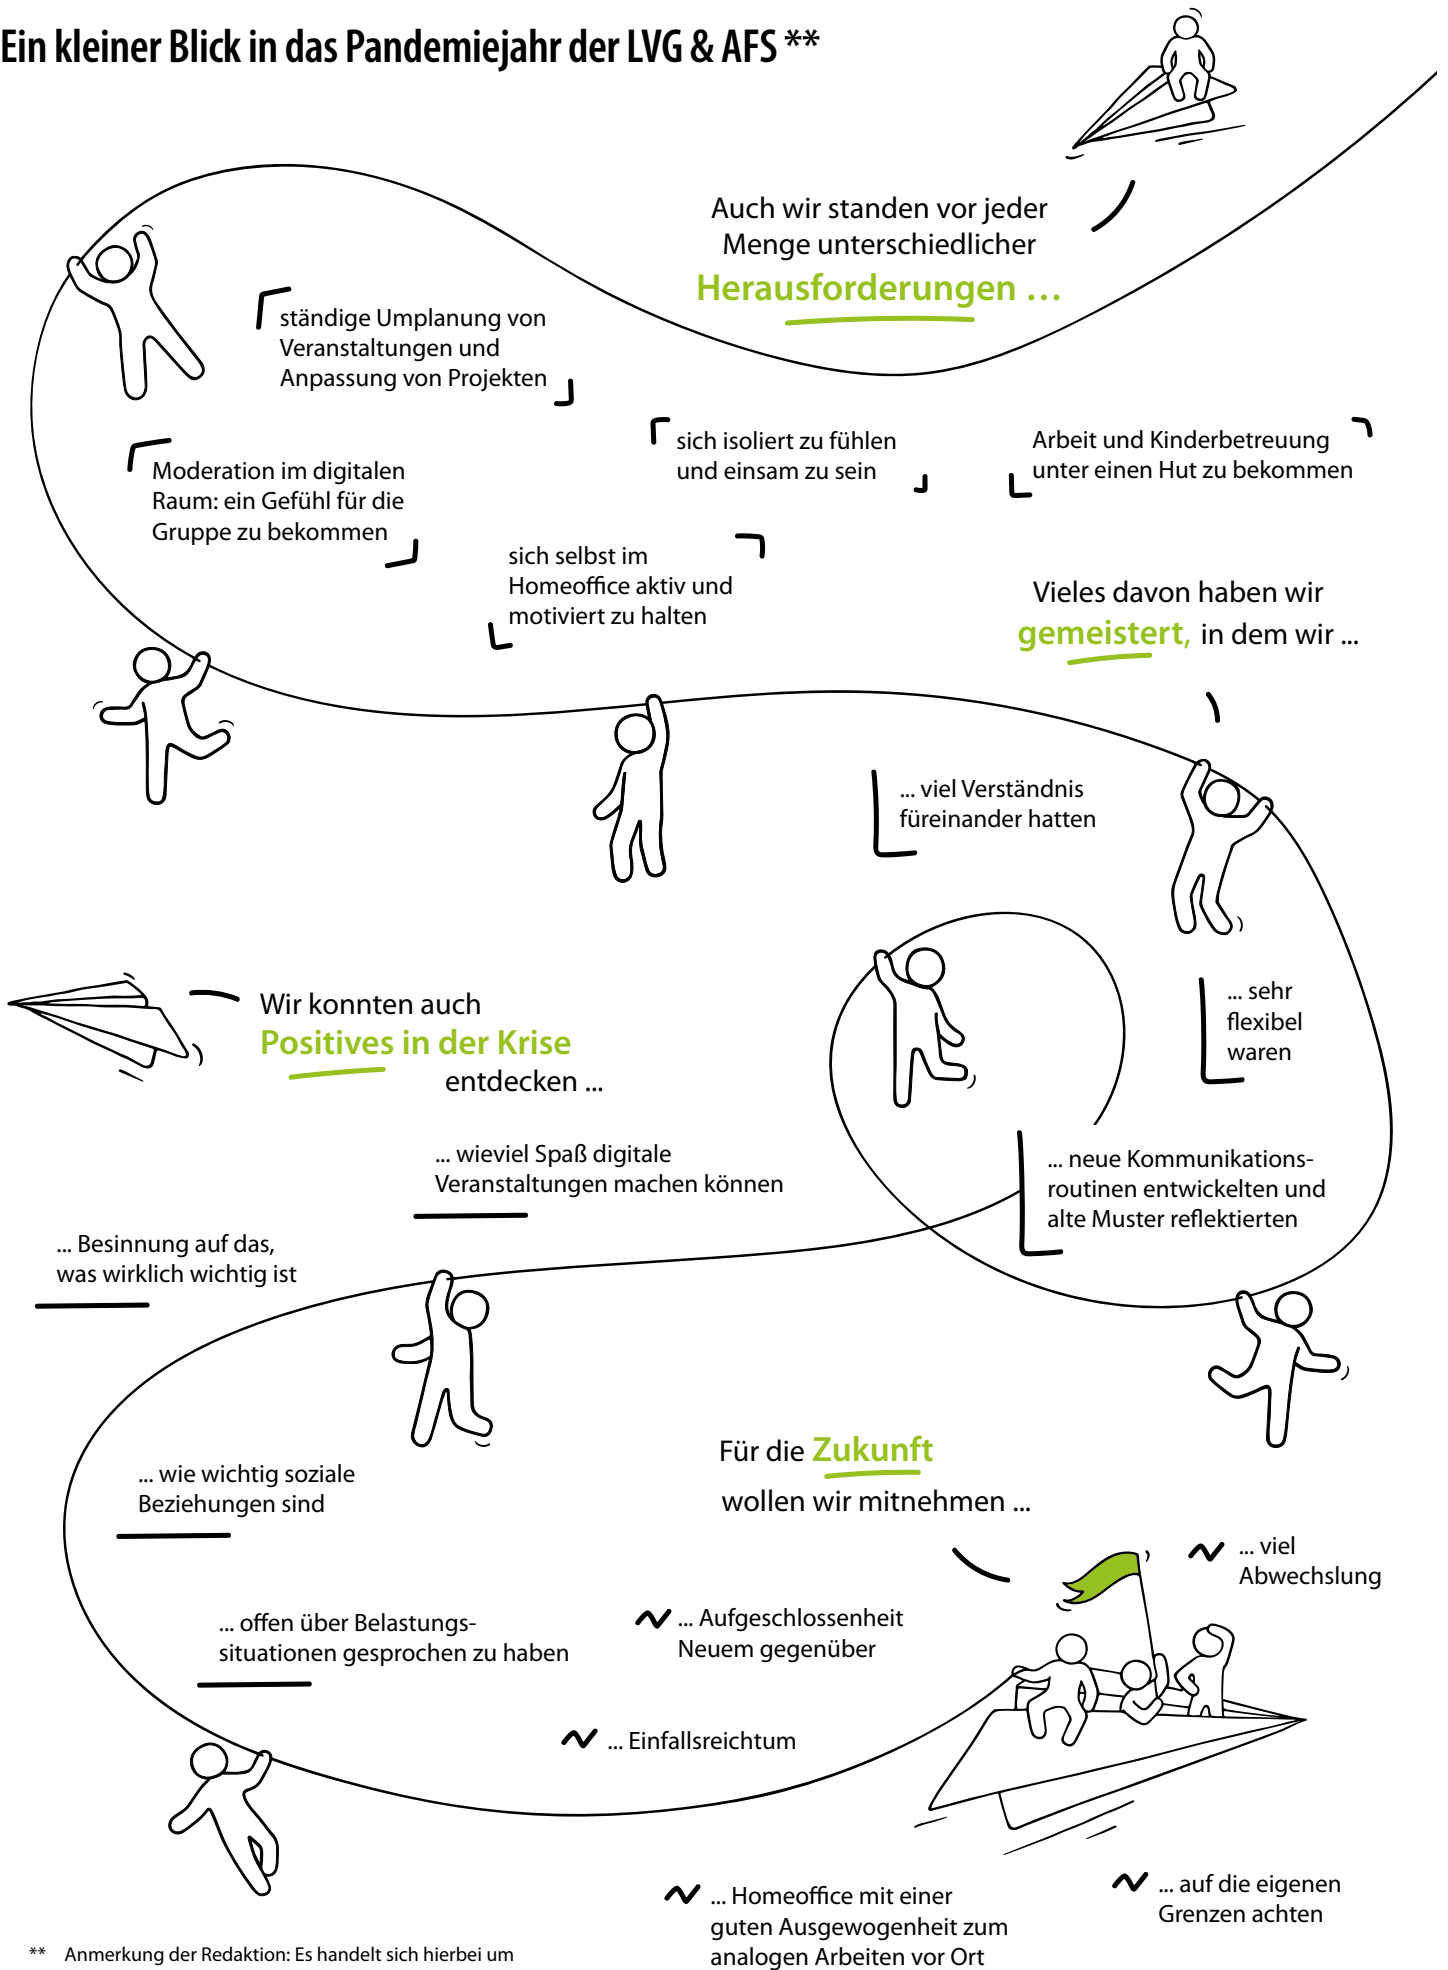 Ein kleiner Blick in das Pandemiejahr der LVG & AFS **
Auch wir standen vor jeder
Menge unterschiedlicher
Herausforderungen ...
ständige Umplanung von
Veranstaltungen und
Anpassung von Projekten
sich isoliert zu fühlen
und einsam zu sein
Arbeit und Kinderbetreuung
unter einen Hut zu bekommen
Moderation im digitalen
Raum: ein Gefühl für die
Gruppe zu bekommen
sich selbst im
Homeoffice aktiv und
motiviert zu halten
Vieles davon haben wir
gemeistert, in dem wir ...
... viel Verständnis
füreinander hatten
... sehr
flexibel
waren
... neue Kommunikations-
routinen entwickelten und
alte Muster reflektierten
Wir konnten auch
Positives in der Krise
entdecken ...
... wieviel Spaß digitale
Veranstaltungen machen können
... Besinnung auf das,
was wirklich wichtig ist
... wie wichtig soziale
Beziehungen sind
... offen über Belastungs-
situationen gesprochen zu haben
Für die Zukunft
wollen wir mitnehmen ...
... viel
Abwechslung
... Aufgeschlossenheit
Neuem gegenüber
... Einfallsreichtum
... Homeoffice mit einer
guten Ausgewogenheit zum
analogen Arbeiten vor Ort
... auf die eigenen
Grenzen achten
** Anmerkung der Redaktion: Es handelt sich hierbei um